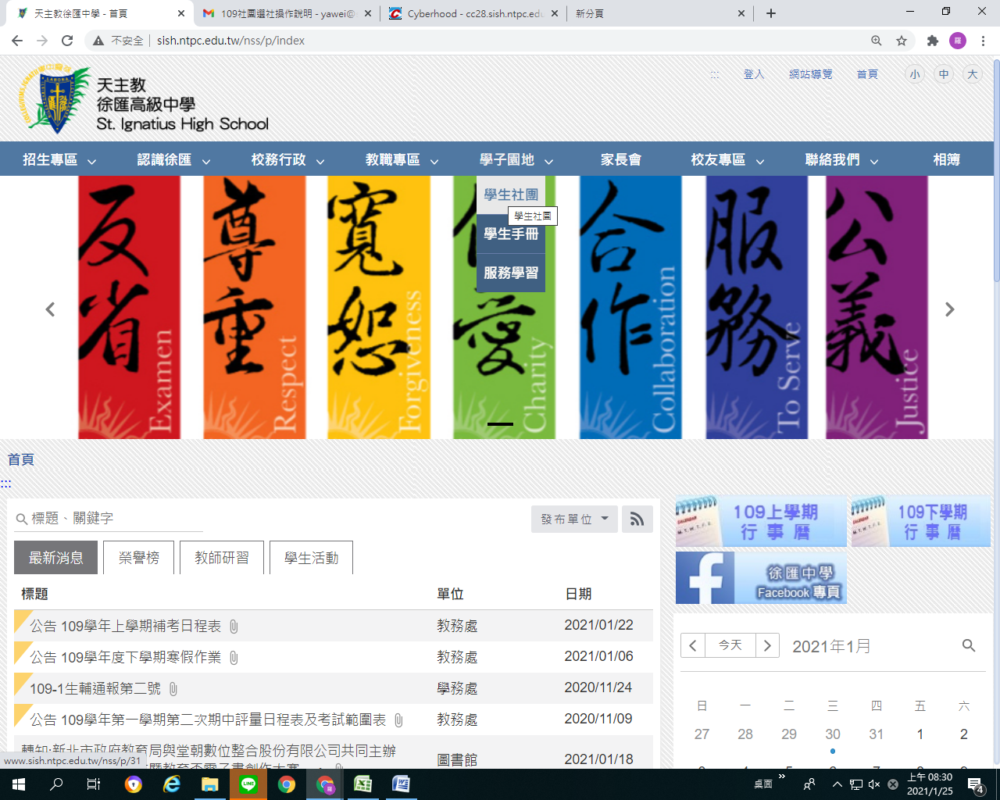 天主教徐匯中學 - 首頁
109社團選社操作說明 - yawei@
Cyberhood - cc28.sish.ntpc.edu
新分頁
不安全 | sish.ntpc.edu.tw/nss/p/index
羅
天主教
徐匯高級中學
St. Ignatius High School
::: 登入 網站導覽 首頁 小 中 大
招生專區 認識徐匯 校務行政 教職專區 學子園地 家長會 校友專區 聯絡我們 相簿
學生社團
學生社團
學生手冊
服務學習
反省 Examen
尊重 Respect
寬恕 Forgiveness
愛 Charity
合作 Collaboration
服務 To Serve
公義 Justice
首頁
:::
標題、關鍵字
發布單位
最新消息 榮譽榜 教師研習 學生活動
標題 單位 日期
公告 109學年上學期補考日程表 教務處 2021/01/22
公告 109學年度下學期寒假作業 教務處 2021/01/06
109-1生輔通報第二號 學務處 2020/11/24
公告 109學年第一學期第二次期中評量日程表及考試範圍表 教務處 2020/11/09
轉知:新北市政府教育局與堂朝數位整合股份有限公司共同主辦
圖書館 2021/01/18
www.sish.ntpc.edu.tw/nss/p/31
109上學期
行事曆
109下學期
行事曆
徐匯中學
Facebook 專頁
今天 2021年1月
日 一 二 三 四 五 六
27 28 29 30 31 1 2
桌面
上午 08:30
2021/1/25
4